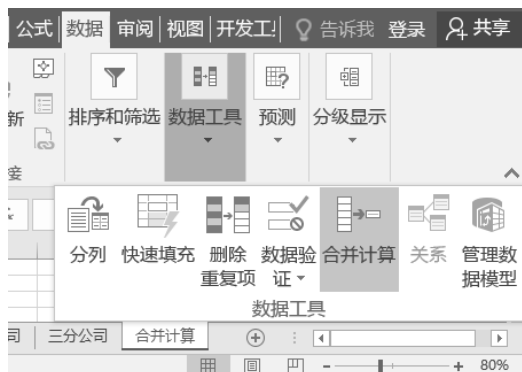 公式 数据 审阅 视图 开发工 告诉我 登录 共享
新 排序和筛选 数据工具 预测 分级显示
接
分列 快速填充 删除 数据验 合并计算 关系 管理数
重复项 证 据模型
数据工具
司 三分公司 合并计算
80%